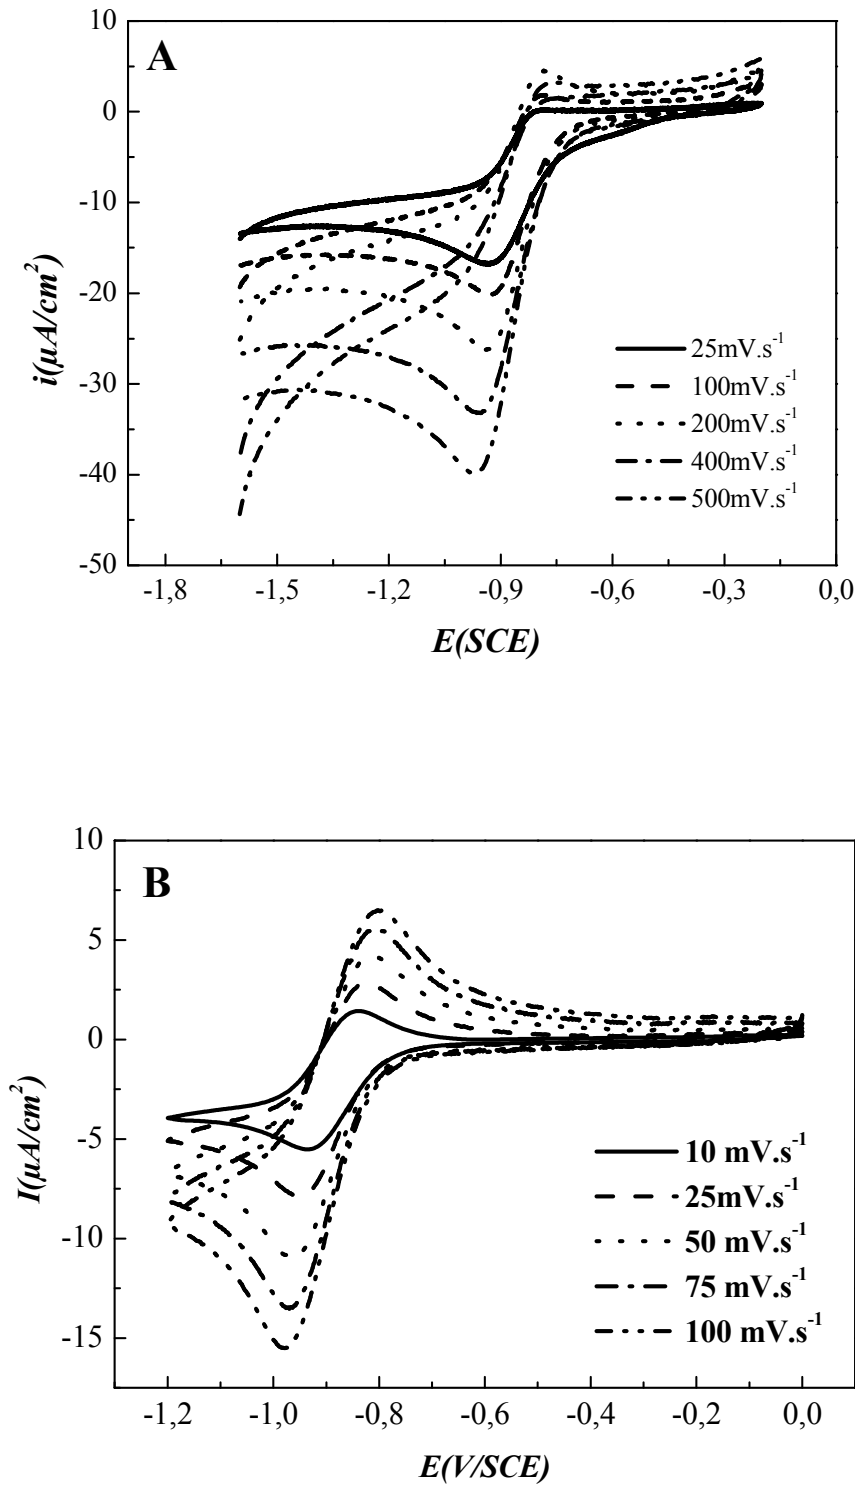 A
10
0
-10
-20
-30
-40
-50
i(µA/cm²)
25mV.s⁻¹
100mV.s⁻¹
200mV.s⁻¹
400mV.s⁻¹
500mV.s⁻¹
-1,8 -1,5 -1,2 -0,9 -0,6 -0,3 0,0
E(SCE)
B
10
5
0
-5
-10
-15
I(µA/cm²)
10 mV.s⁻¹
25mV.s⁻¹
50 mV.s⁻¹
75 mV.s⁻¹
100 mV.s⁻¹
-1,2 -1,0 -0,8 -0,6 -0,4 -0,2 0,0
E(V/SCE)